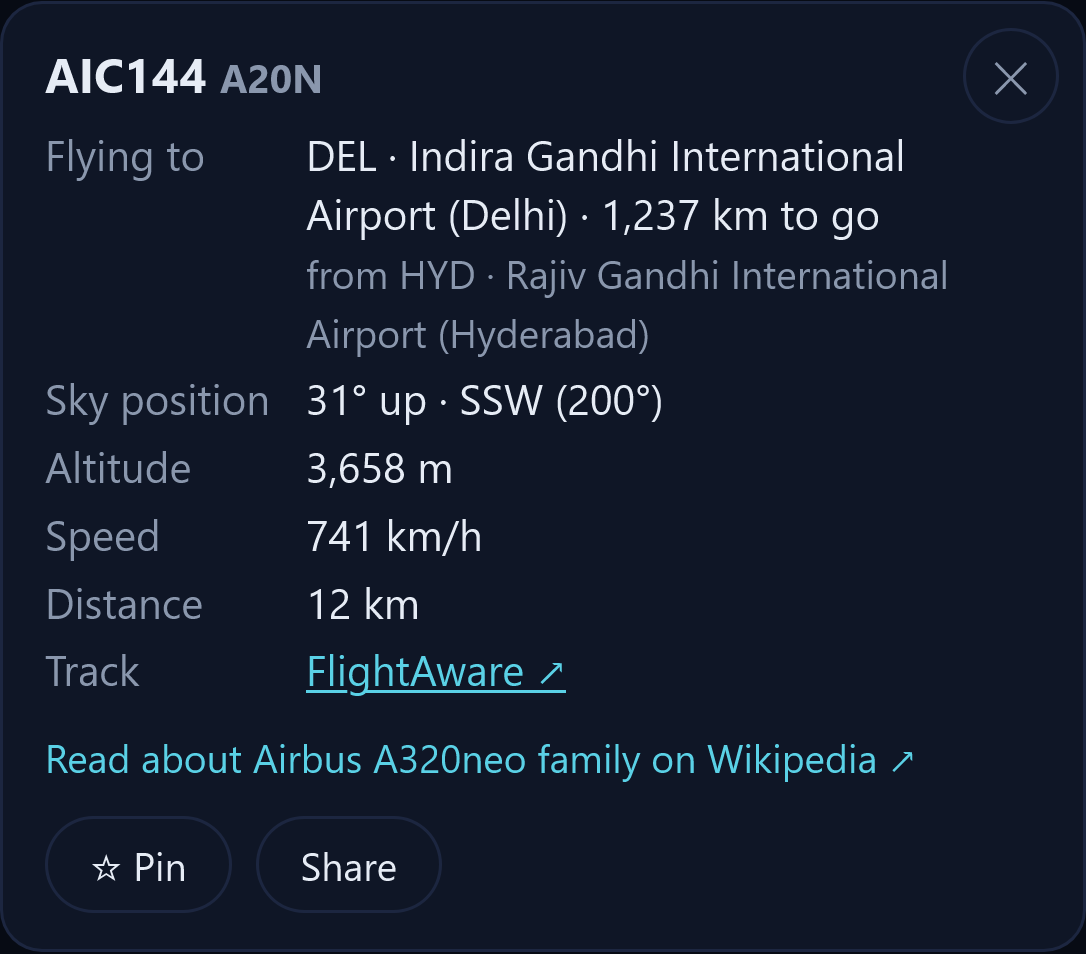 AIC144 A20N
Flying to DEL · Indira Gandhi International
Airport (Delhi) · 1,237 km to go
from HYD · Rajiv Gandhi International
Airport (Hyderabad)
Sky position 31° up · SSW (200°)
Altitude 3,658 m
Speed 741 km/h
Distance 12 km
Track FlightAware ↗
Read about Airbus A320neo family on Wikipedia ↗
☆ Pin Share